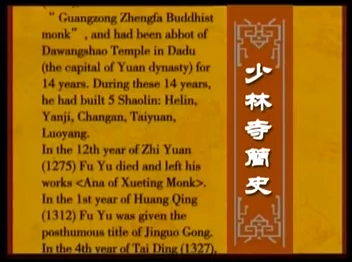 “ Guangzong Zhengfa Buddhist
monk” , and had been abbot of
Dawangshao Temple in Dadu
(the capital of Yuan dynasty) for
14 years. During these 14 years,
he had built 5 Shaolin: Helin,
Yanji, Changan, Taiyuan,
Luoyang.
In the 12th year of Zhi Yuan
(1275) Fu Yu died and left his
works <Ana of Xueting Monk>.
In the 1st year of Huang Qing
(1312) Fu Yu was given the
posthumous title of Jinguo Gong.
In the 4th year of Tai Ding (1327),
少林奇簡史